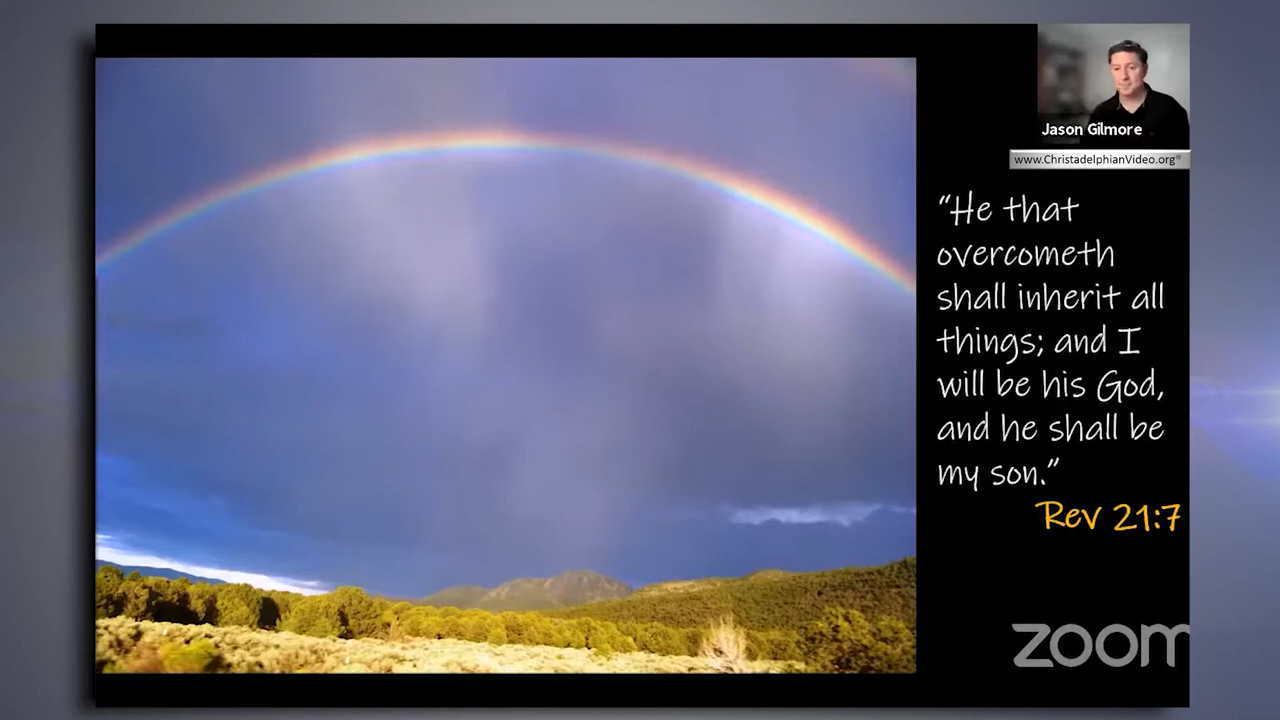 Jason Gilmore
www.ChristadelphianVideo.org®
“He that
overcometh
shall inherit all
things; and I
will be his God,
and he shall be
my son.”
Rev 21:7
zoom